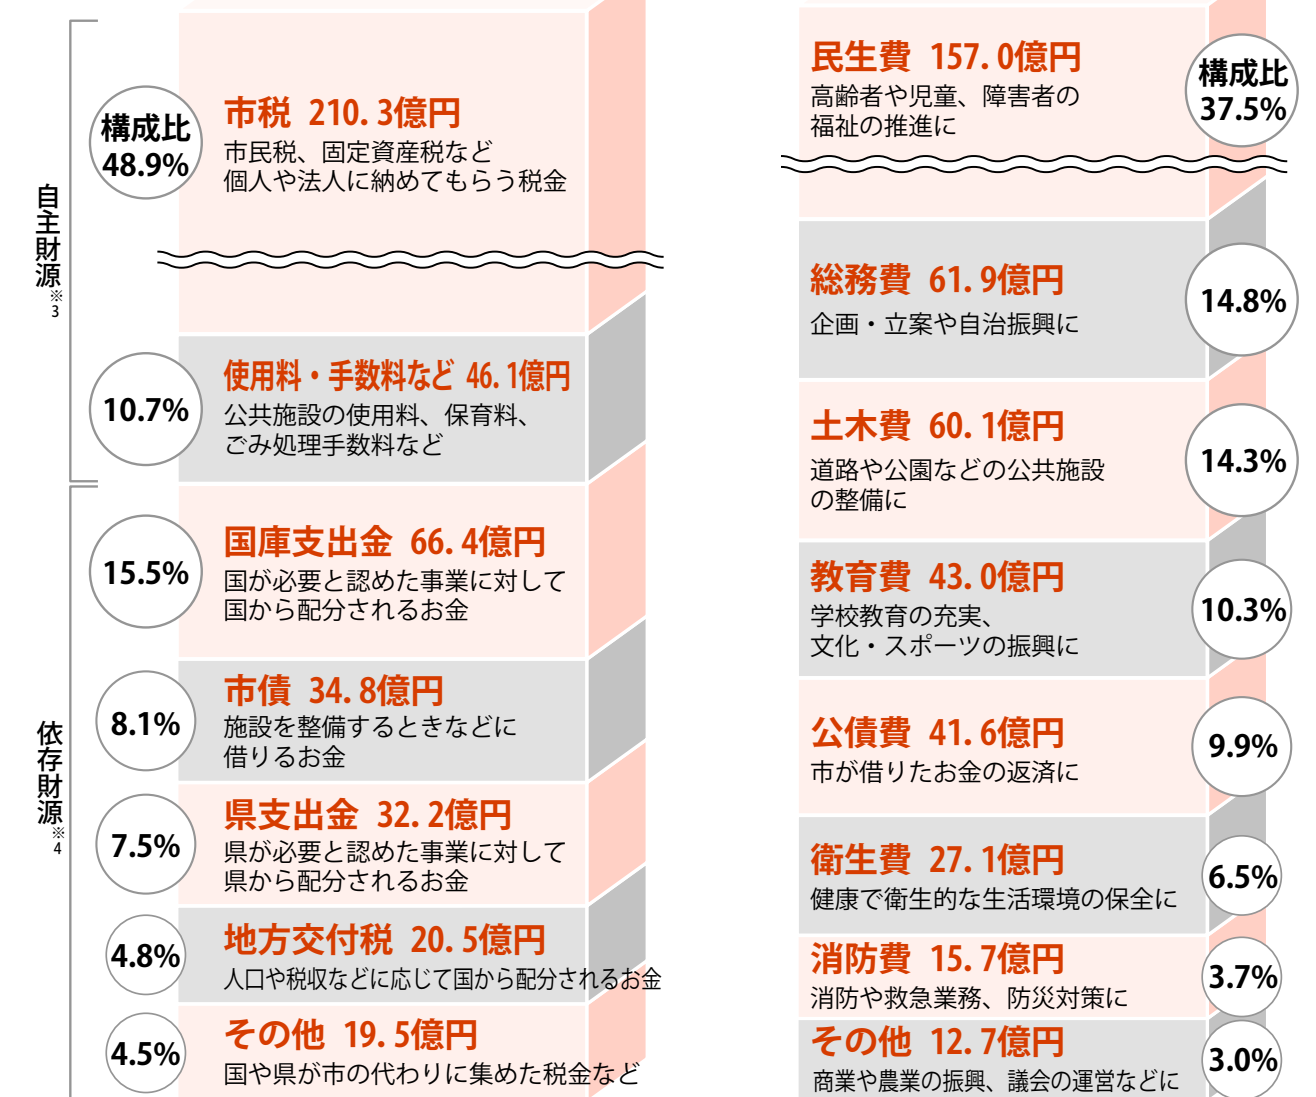 自主財源※3
構成比
48.9%
市税 210.3億円
市民税、固定資産税など
個人や法人に納めてもらう税金
10.7%
使用料・手数料など 46.1億円
公共施設の使用料、保育料、
ごみ処理手数料など
依存財源※4
15.5%
国庫支出金 66.4億円
国が必要と認めた事業に対して
国から配分されるお金
8.1%
市債 34.8億円
施設を整備するときなどに
借りるお金
7.5%
県支出金 32.2億円
県が必要と認めた事業に対して
県から配分されるお金
4.8%
地方交付税 20.5億円
人口や税収などに応じて国から配分されるお金
4.5%
その他 19.5億円
国や県が市の代わりに集めた税金など
民生費 157.0億円
高齢者や児童、障害者の
福祉の推進に
構成比
37.5%
総務費 61.9億円
企画・立案や自治振興に
14.8%
土木費 60.1億円
道路や公園などの公共施設
の整備に
14.3%
教育費 43.0億円
学校教育の充実、
文化・スポーツの振興に
10.3%
公債費 41.6億円
市が借りたお金の返済に
9.9%
衛生費 27.1億円
健康で衛生的な生活環境の保全に
6.5%
消防費 15.7億円
消防や救急業務、防災対策に
3.7%
その他 12.7億円
商業や農業の振興、議会の運営などに
3.0%